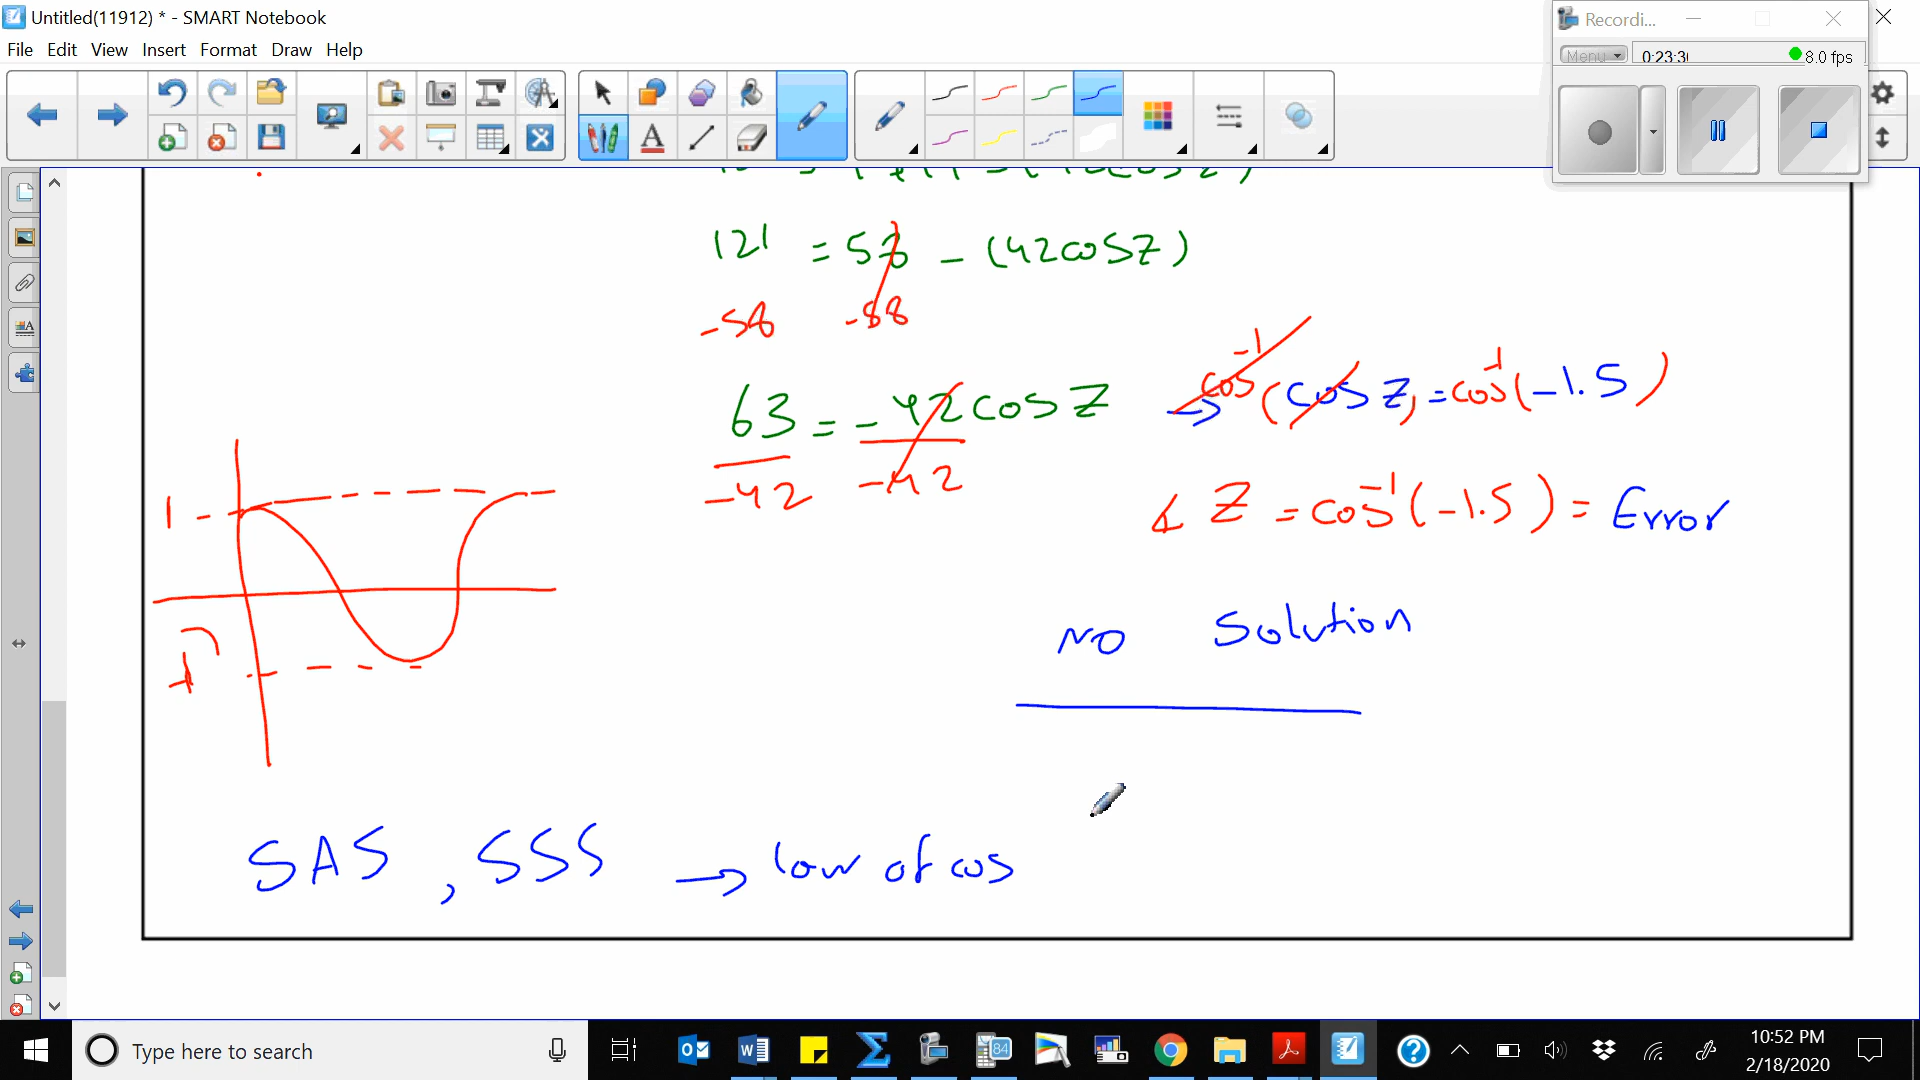 Untitled(11912) * - SMART Notebook
Recordi...
File Edit View Insert Format Draw Help
Menu
0:23:3
8.0 fps
121 = 58 - (42cosZ)
-58 -58
cos⁻¹(cosZ) = cos⁻¹(-1.5)
63 = -42cosZ
-42 -42
1
∡ Z = cos⁻¹(-1.5) = Error
No Solution
-1
SAS, SSS → law of cos
Type here to search
84
10:52 PM
2/18/2020